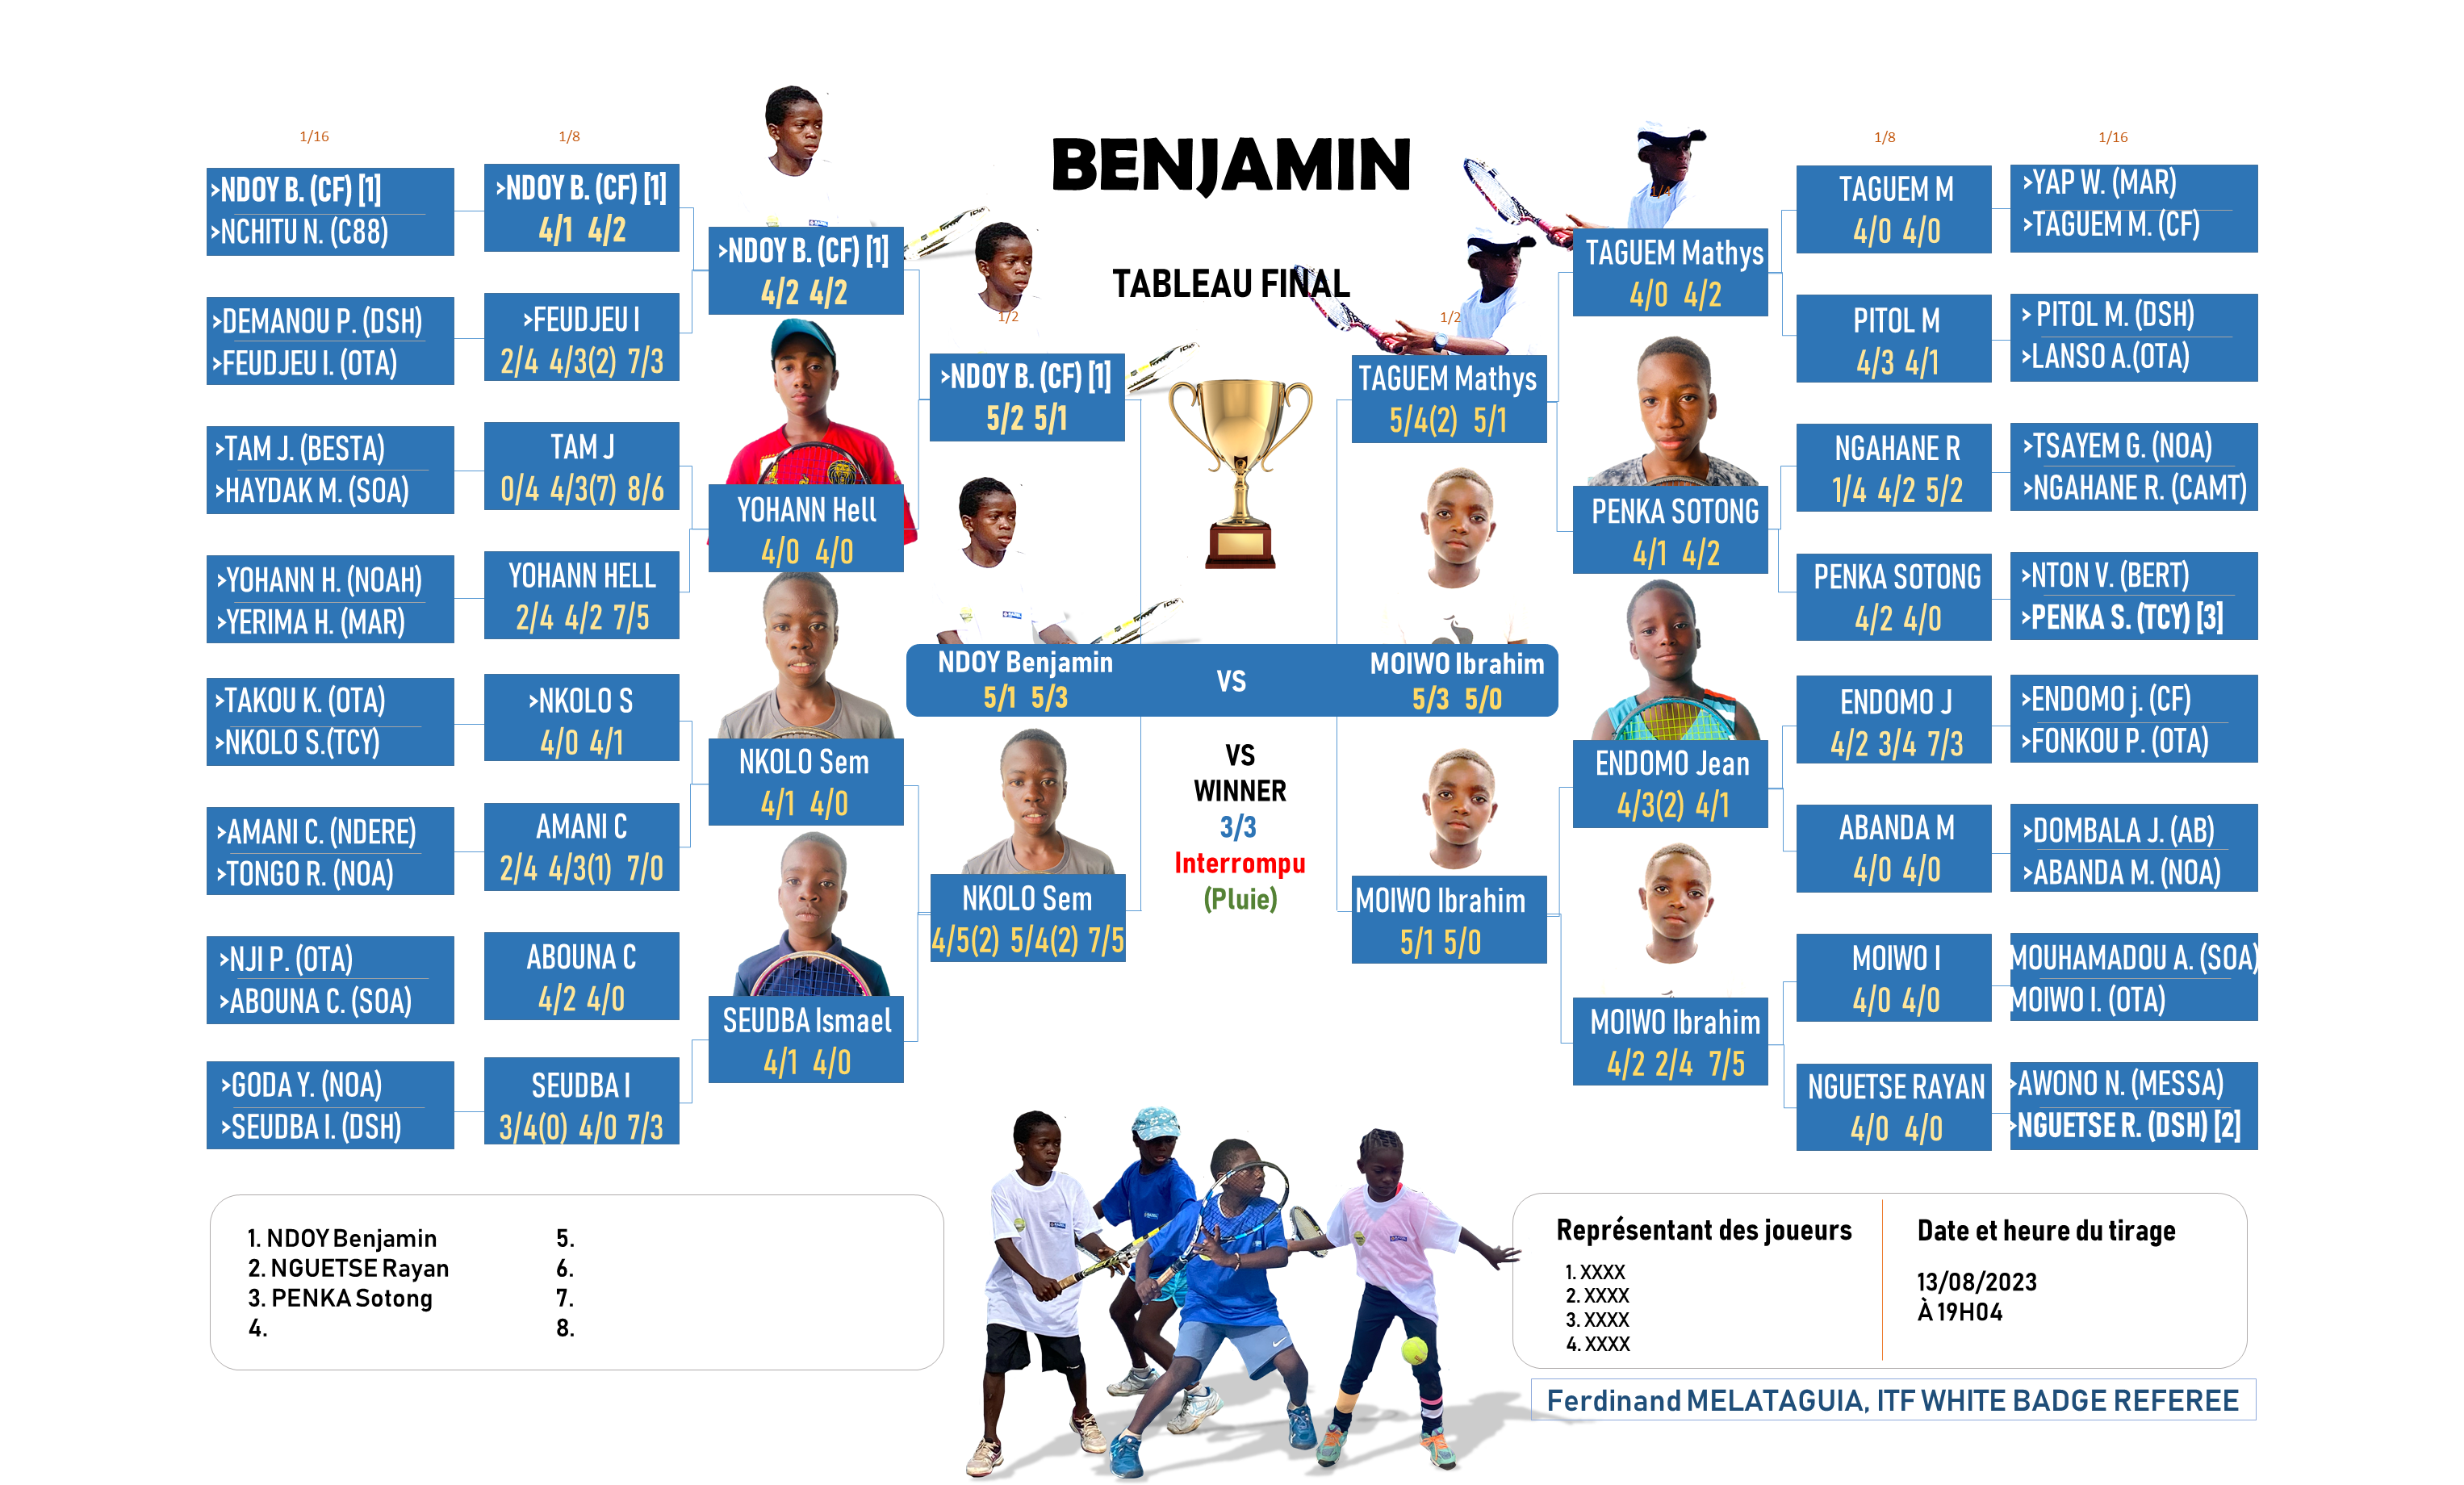 BENJAMIN
TABLEAU FINAL
1/16
1/8
>NDOY B. (CF) [1]
>NCHITU N. (C88)
>DEMANOU P. (DSH)
>FEUDJEU I. (OTA)
>TAM J. (BESTA)
>HAYDAK M. (SOA)
>YOHANN H. (NOAH)
>YERIMA H. (MAR)
>TAKOU K. (OTA)
>NKOLO S.(TCY)
>AMANI C. (NDERE)
>TONGO R. (NOA)
>NJI P. (OTA)
>ABOUNA C. (SOA)
>GODA Y. (NOA)
>SEUDBA I. (DSH)
>NDOY B. (CF) [1]
4/1 4/2
>FEUDJEU I
2/4 4/3(2) 7/3
TAM J
0/4 4/3(7) 8/6
YOHANN HELL
2/4 4/2 7/5
>NKOLO S
4/0 4/1
AMANI C
2/4 4/3(1) 7/0
ABOUNA C
4/2 4/0
SEUDBA I
3/4(0) 4/0 7/3
>NDOY B. (CF) [1]
4/2 4/2
YOHANN Hell
4/0 4/0
NKOLO Sem
4/1 4/0
SEUDBA Ismael
4/1 4/0
1/2
>NDOY B. (CF) [1]
5/2 5/1
NKOLO Sem
4/5(2) 5/4(2) 7/5
NDOY Benjamin
5/1 5/3
VS
MOIWO Ibrahim
5/3 5/0
VS
WINNER
3/3
Interrompu
(Pluie)
1/2
TAGUEM Mathys
5/4(2) 5/1
MOIWO Ibrahim
5/1 5/0
1/4
TAGUEM Mathys
4/0 4/2
PENKA SOTONG
4/1 4/2
ENDOMO Jean
4/3(2) 4/1
MOIWO Ibrahim
4/2 2/4 7/5
1/8
TAGUEM M
4/0 4/0
PITOL M
4/3 4/1
NGAHANE R
1/4 4/2 5/2
PENKA SOTONG
4/2 4/0
ENDOMO J
4/2 3/4 7/3
ABANDA M
4/0 4/0
MOIWO I
4/0 4/0
NGUETSE RAYAN
4/0 4/0
1/16
>YAP W. (MAR)
>TAGUEM M. (CF)
> PITOL M. (DSH)
>LANSO A.(OTA)
>TSAYEM G. (NOA)
>NGAHANE R. (CAMT)
>NTON V. (BERT)
>PENKA S. (TCY) [3]
>ENDOMO j. (CF)
>FONKOU P. (OTA)
>DOMBALA J. (AB)
>ABANDA M. (NOA)
MOUHAMADOU A. (SOA)
MOIWO I. (OTA)
>AWONO N. (MESSA)
>NGUETSE R. (DSH) [2]
1. NDOY Benjamin
2. NGUETSE Rayan
3. PENKA Sotong
4.
5.
6.
7.
8.
Représentant des joueurs
1. XXXX
2. XXXX
3. XXXX
4. XXXX
Date et heure du tirage
13/08/2023
À 19H04
Ferdinand MELATAGUIA, ITF WHITE BADGE REFEREE